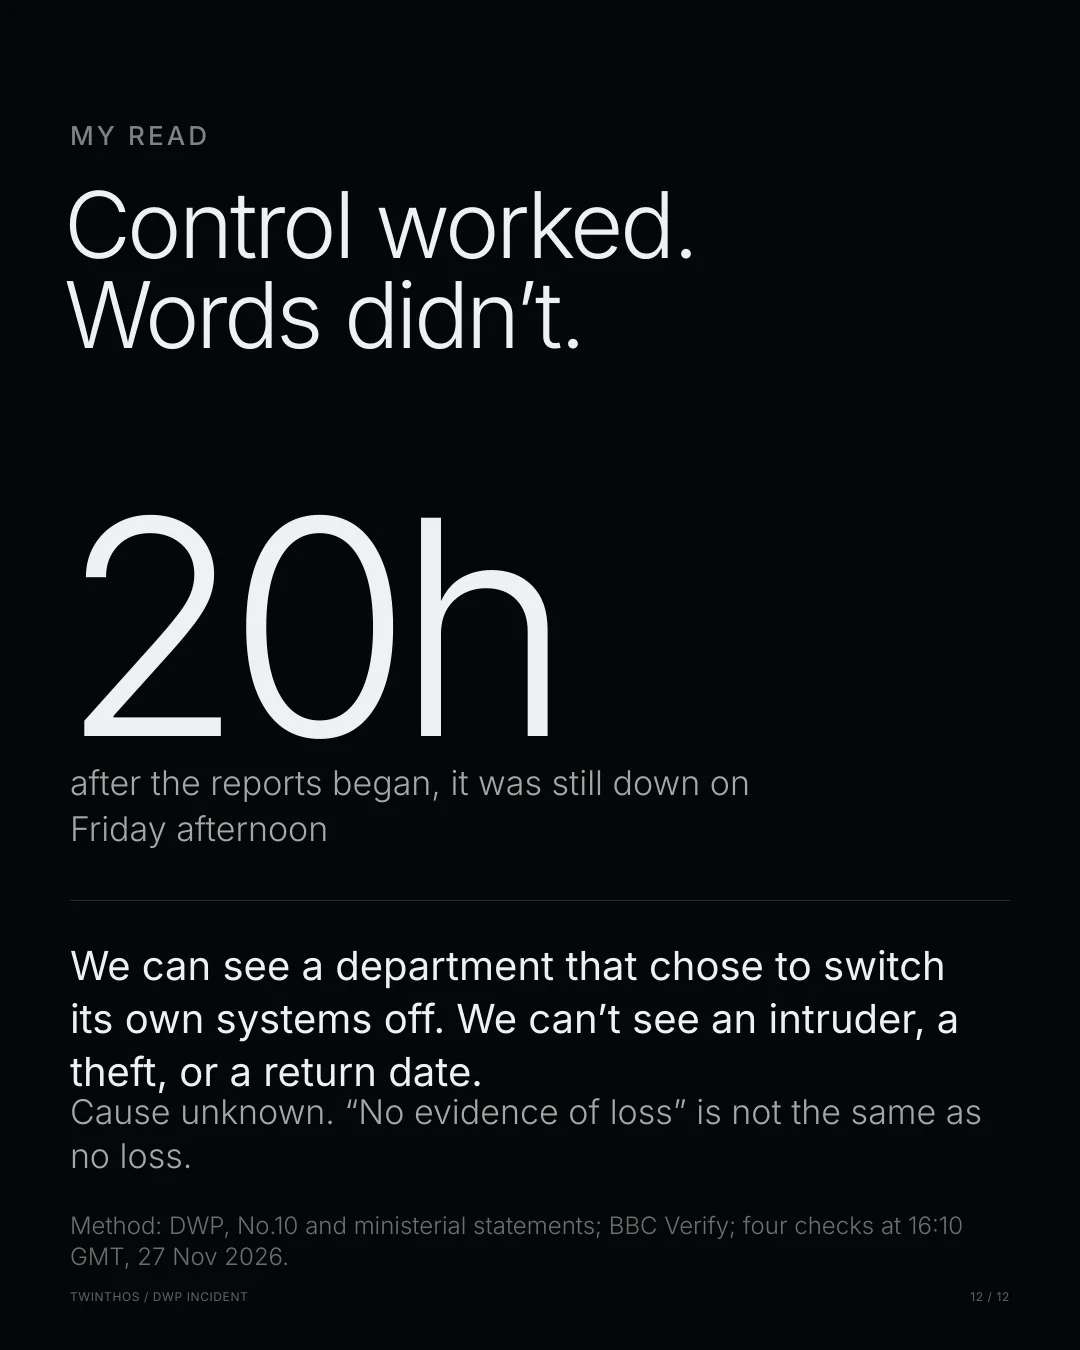 MY READ
Control worked.
Words didn’t.
20h
after the reports began, it was still down on
Friday afternoon
We can see a department that chose to switch
its own systems off. We can’t see an intruder, a
theft, or a return date.
Cause unknown. “No evidence of loss” is not the same as
no loss.
Method: DWP, No.10 and ministerial statements; BBC Verify; four checks at 16:10
GMT, 27 Nov 2026.
TWINTHOS / DWP INCIDENT
12 / 12